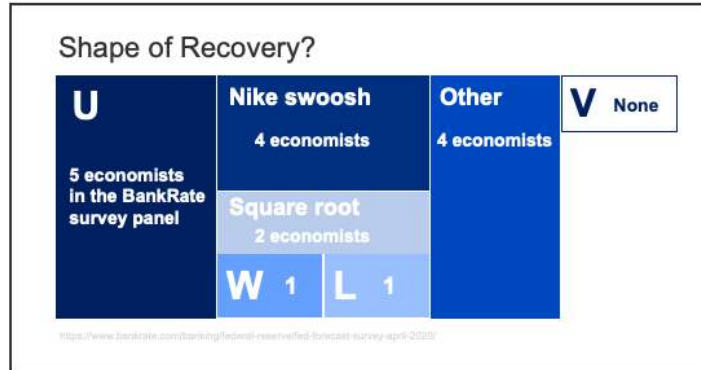 Shape of Recovery?
U
5 economists
in the BankRate
survey panel
Nike swoosh
4 economists
Square root
2 economists
W 1
L 1
Other
4 economists
V None
https://www.bankrate.com/banking/federal-reserve/fed-forecast-survey-april-2020/